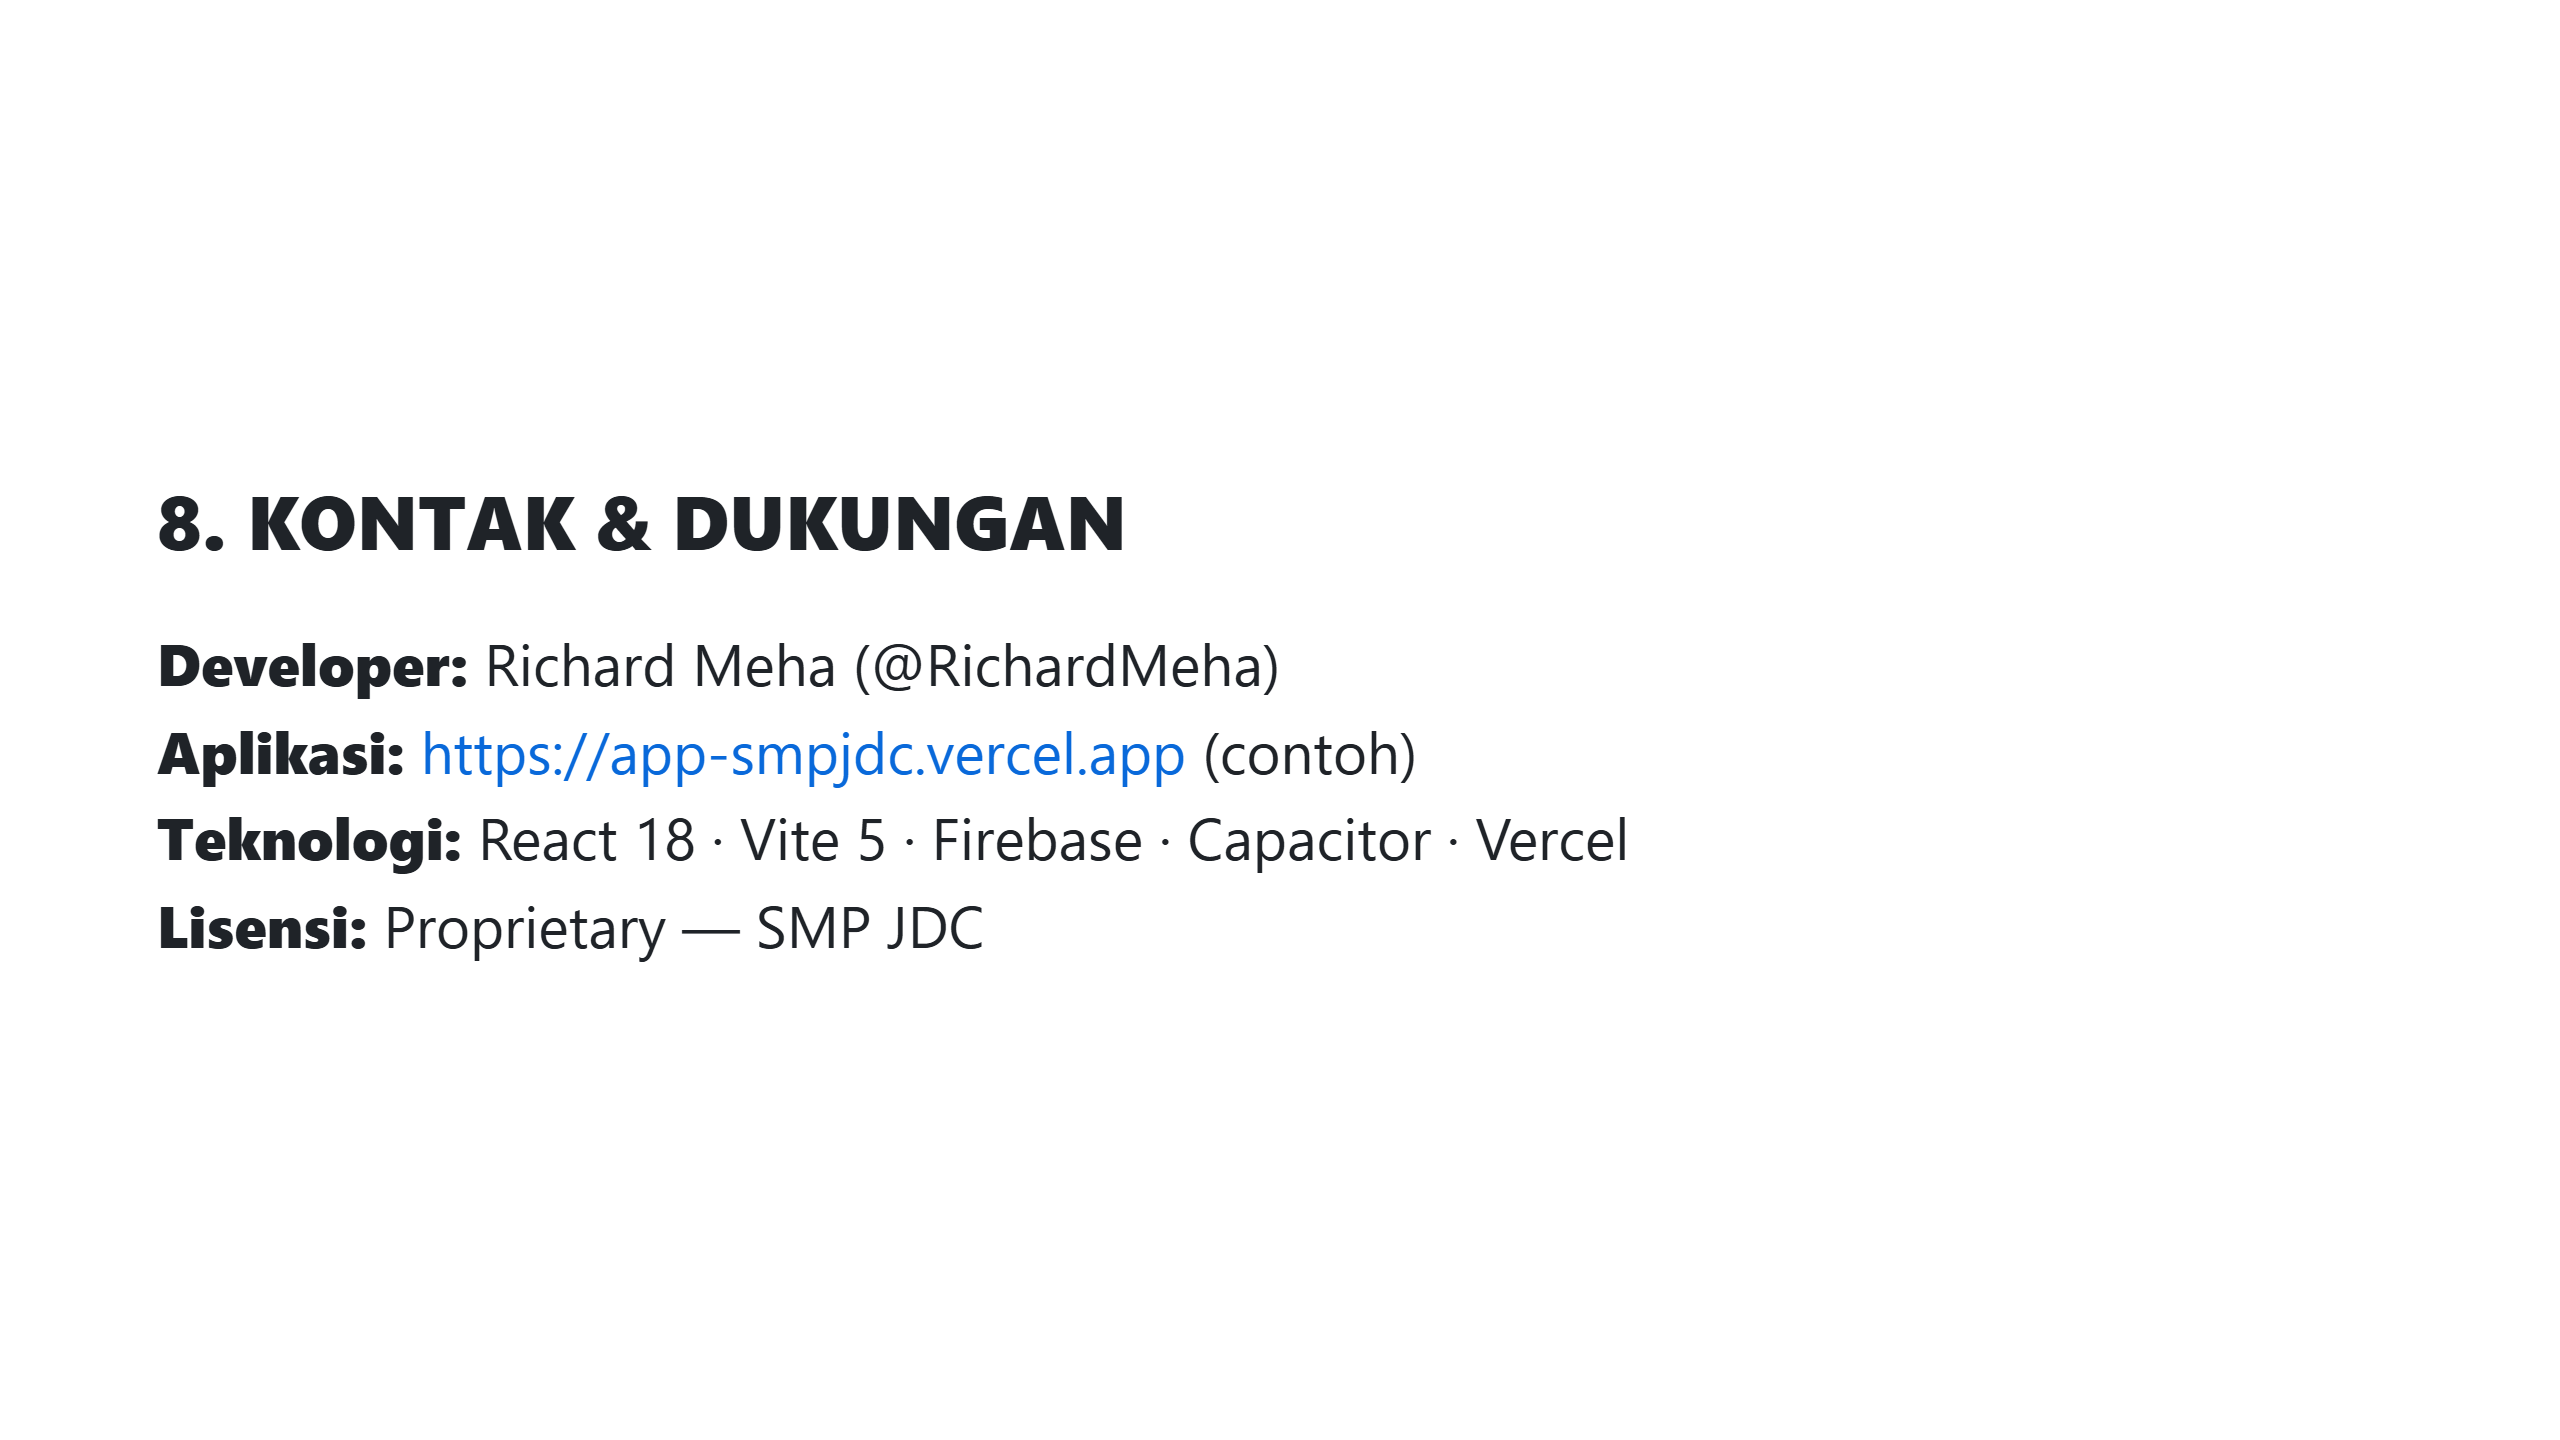 8. KONTAK & DUKUNGAN
Developer: Richard Meha (@RichardMeha)
Aplikasi: https://app-smpjdc.vercel.app (contoh)
Teknologi: React 18 · Vite 5 · Firebase · Capacitor · Vercel
Lisensi: Proprietary — SMP JDC